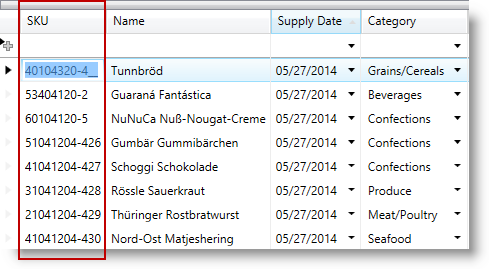 SKU Name Supply Date Category
40104320-4__ Tunnbröd 05/27/2014 Grains/Cereals
53404120-2 Guaraná Fantástica 05/27/2014 Beverages
60104120-5 NuNuCa Nuß-Nougat-Creme 05/27/2014 Confections
51041204-426 Gumbär Gummibärchen 05/27/2014 Confections
41041204-427 Schoggi Schokolade 05/27/2014 Confections
31041204-428 Rössle Sauerkraut 05/27/2014 Produce
21041204-429 Thüringer Rostbratwurst 05/27/2014 Meat/Poultry
41041204-430 Nord-Ost Matjeshering 05/27/2014 Seafood